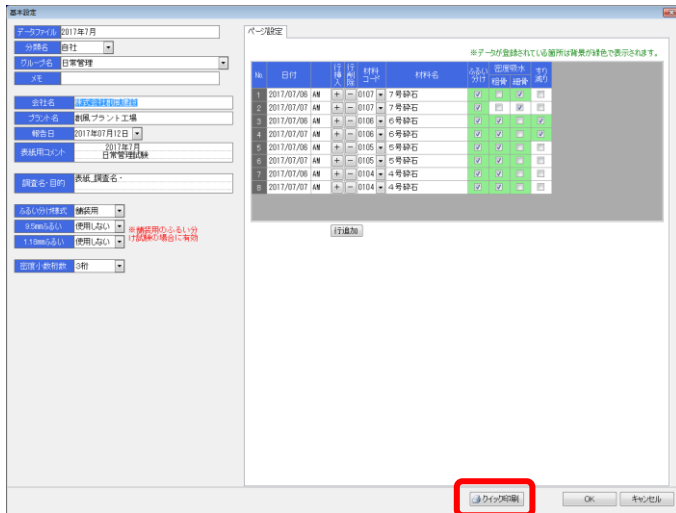 基本設定
データファイル 2017年7月
分類名 自社
グループ名 日常管理
メモ
会社名 株式会社創風建設
プラント名 創風プラント工場
報告日 2017年07月12日
表紙用コメント 2017年7月
日常管理試験
調査名・目的 表紙_調査名・
ふるい分け様式 舗装用
9.5mmふるい 使用しない
1.18mmふるい 使用しない
※舗装用のふるい分
け試験の場合に有効
密度小数桁数 3桁
ページ設定
※データが登録されている箇所は背景が緑色で表示されます。
No. 日付 行挿入 行削除 材料コード 材料名 ふるい分け 密度吸水 粗骨 細骨 すり減り
1 2017/07/06 AM + - 0107 7号砕石
2 2017/07/07 AM + - 0107 7号砕石
3 2017/07/06 AM + - 0106 6号砕石
4 2017/07/07 AM + - 0106 6号砕石
5 2017/07/06 AM + - 0105 5号砕石
6 2017/07/07 AM + - 0105 5号砕石
7 2017/07/06 AM + - 0104 4号砕石
8 2017/07/07 AM + - 0104 4号砕石
行追加
クイック印刷
OK
キャンセル